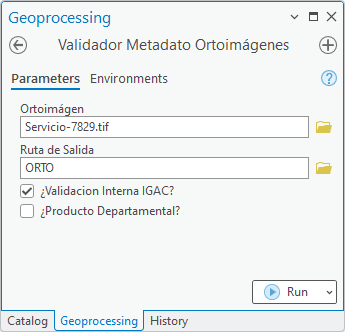 Geoprocessing
Validador Metadato Ortoimágenes
Parameters Environments
Ortoimágen
Servicio-7829.tif
Ruta de Salida
ORTO
¿Validacion Interna IGAC?
¿Producto Departamental?
Run
Catalog Geoprocessing History